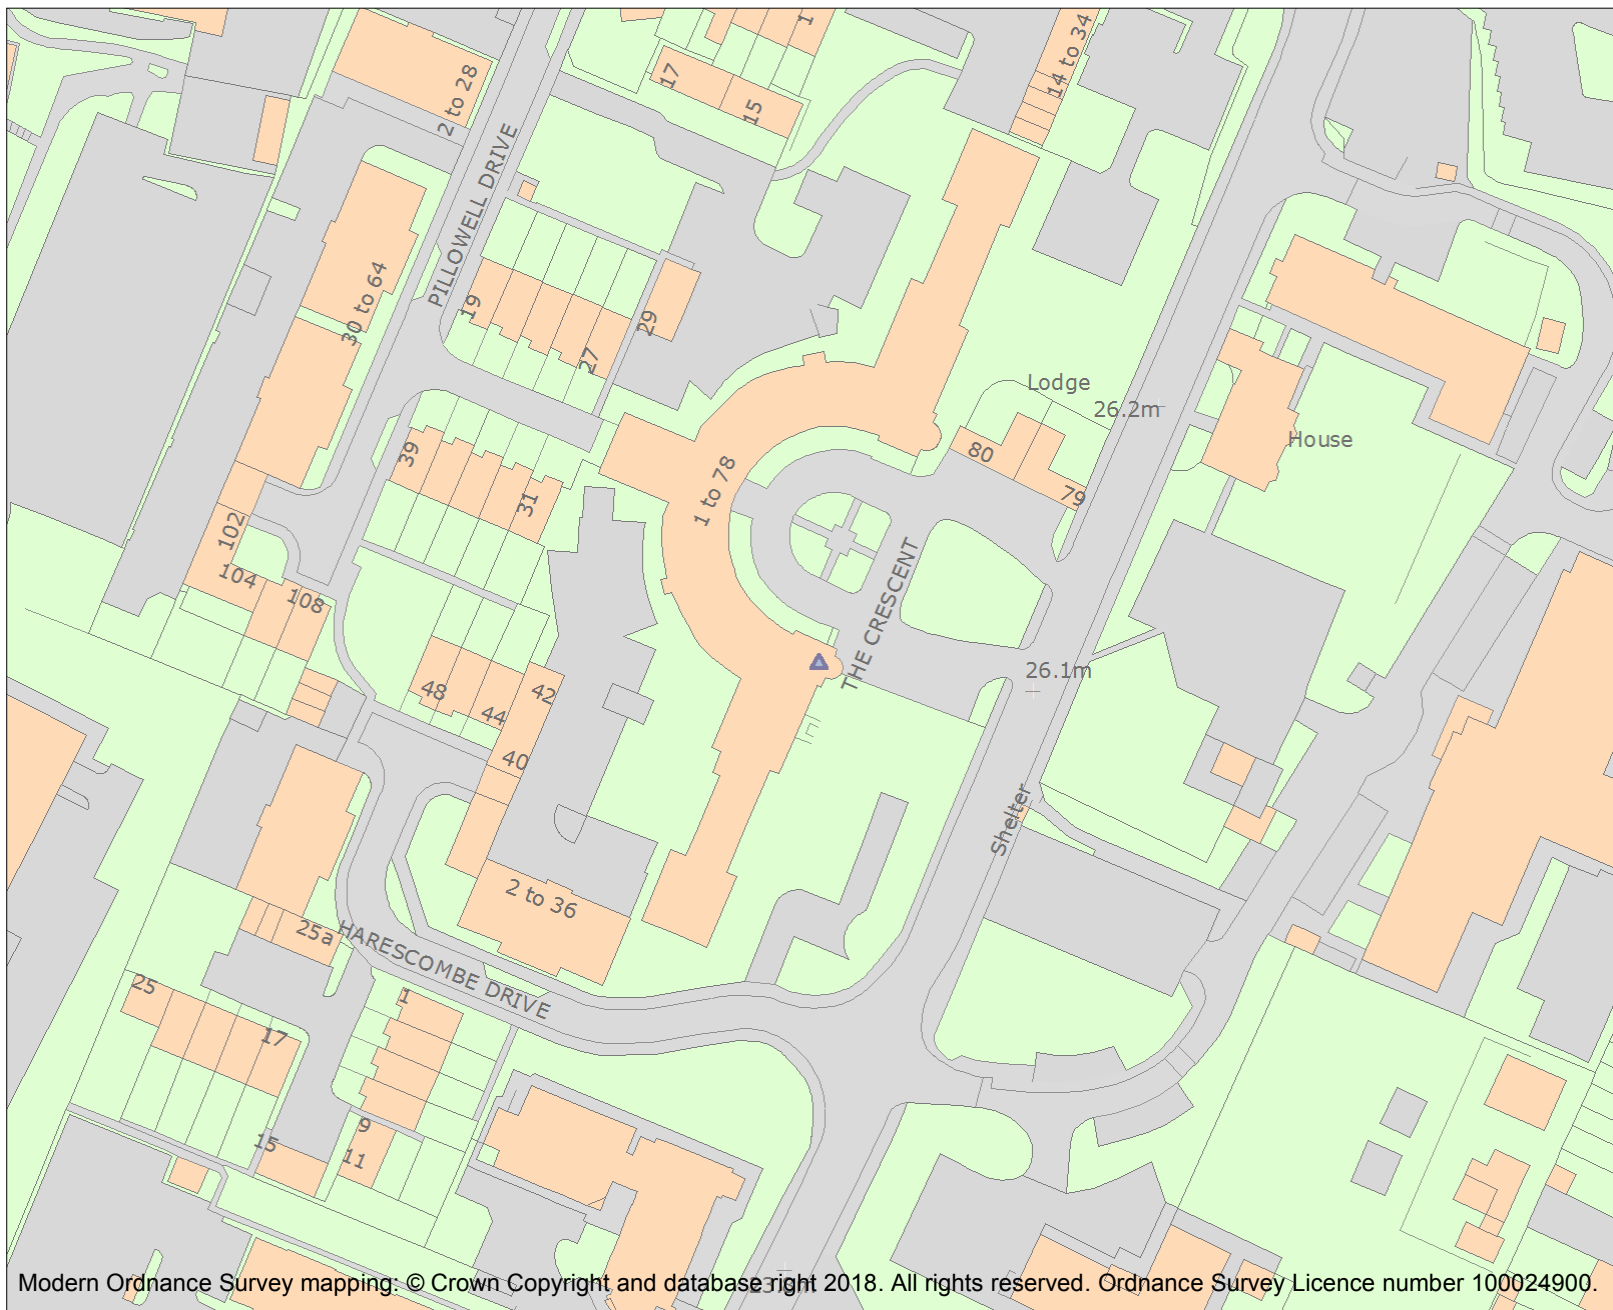 1
14 to 34
17
15
2 to 28
PILLOWELL DRIVE
30 to 64
19
29
27
Lodge
26.2m
House
80
79
39
31
1 to 78
102
104
108
THE CRESCENT
26.1m
48
44
42
40
Shelter
2 to 36
25a
HARESCOMBE DRIVE
25
17
1
9
11
15
Modern Ordnance Survey mapping: © Crown Copyright and database right 2018. All rights reserved. Ordnance Survey Licence number 100024900.